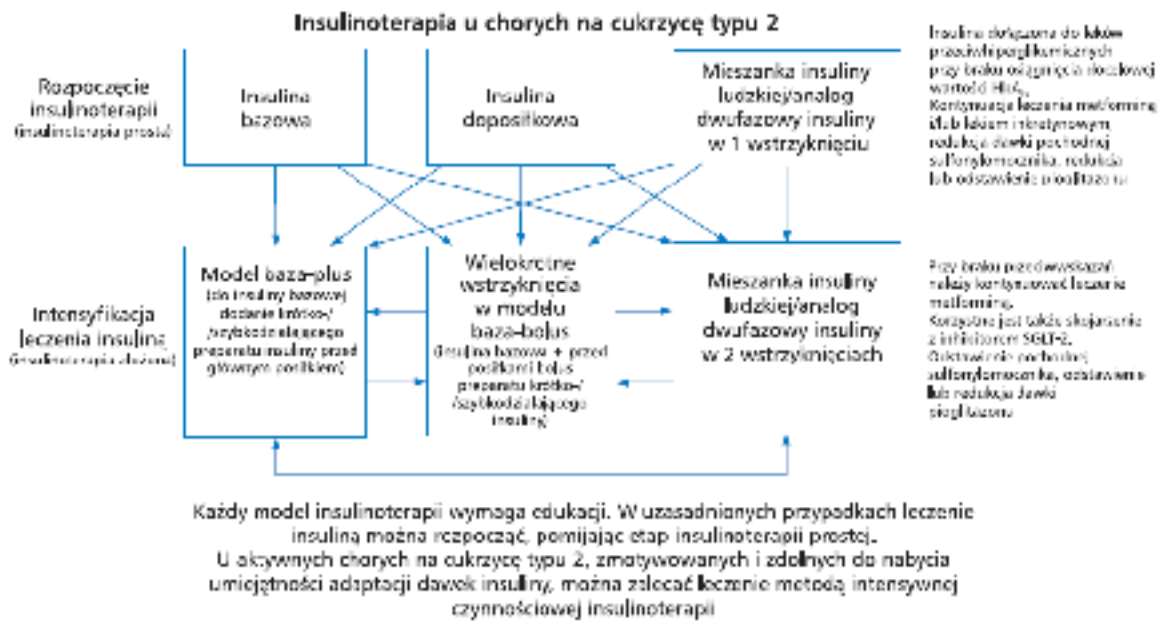 Insulinoterapia u chorych na cukrzycę typu 2
Rozpoczęcie
insulinoterapii
(insulinoterapia prosta)
Insulina
bazowa
Insulina
doposiłkowa
Mieszanka insuliny
ludzkiej/analog
dwufazowy insuliny
w 1 wstrzyknięciu
Insulina dołączona do leków
przeciwhiperglikemicznych
przy braku osiągnięcia docelowej
wartości HbA1c
Kontynuacja leczenia metforminą
i/lub lekiem inkretynowym,
redukcja dawki pochodnej
sulfonylomocznika, redukcja
lub odstawienie pioglitazonu
Intensyfikacja
leczenia insuliną
(insulinoterapia złożona)
Model baza-plus
(do insuliny bazowej
dodanie krótko-/
/szybkodziałającego
preparatu insuliny przed
głównym posiłkiem)
Wielokrotne
wstrzyknięcia
w modelu
baza-bolus
(insulina bazowa + przed
posiłkami bolus
preparatu krótko-/
/szybkodziałającego
insuliny)
Mieszanka insuliny
ludzkiej/analog
dwufazowy insuliny
w 2 wstrzyknięciach
Przy braku przeciwwskazań
należy kontynuować leczenie
metforminą.
Korzystne jest także skojarzenie
z inhibitorem SGLT-2.
Odstawienie pochodnej
sulfonylomocznika, odstawienie
lub redukcja dawki
pioglitazonu
Każdy model insulinoterapii wymaga edukacji. W uzasadnionych przypadkach leczenie
insuliną można rozpocząć, pomijając etap insulinoterapii prostej.
U aktywnych chorych na cukrzycę typu 2, zmotywowanych i zdolnych do nabycia
umiejętności adaptacji dawek insuliny, można zalecać leczenie metodą intensywnej
czynnościowej insulinoterapii